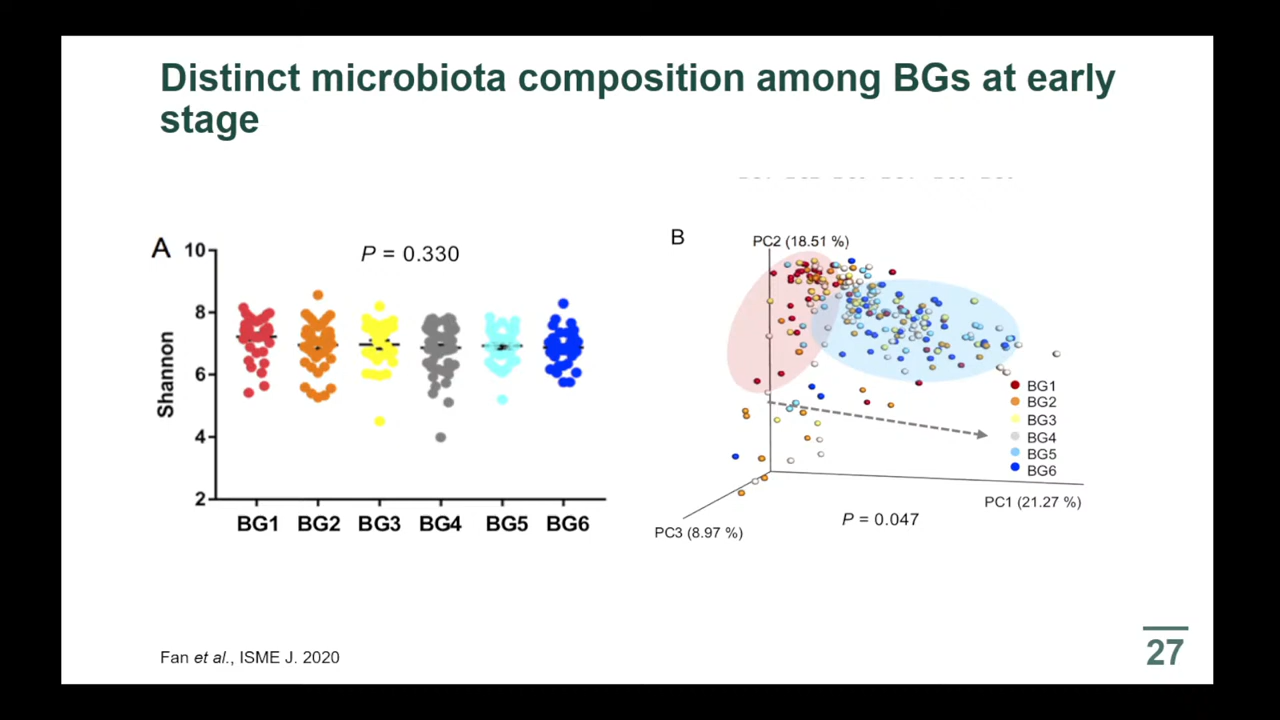 Distinct microbiota composition among BGs at early
stage
A
P = 0.330
10
8
6
4
2
Shannon
BG1 BG2 BG3 BG4 BG5 BG6
B
PC2 (18.51 %)
BG1
BG2
BG3
BG4
BG5
BG6
PC1 (21.27 %)
P = 0.047
PC3 (8.97 %)
Fan et al., ISME J. 2020
27